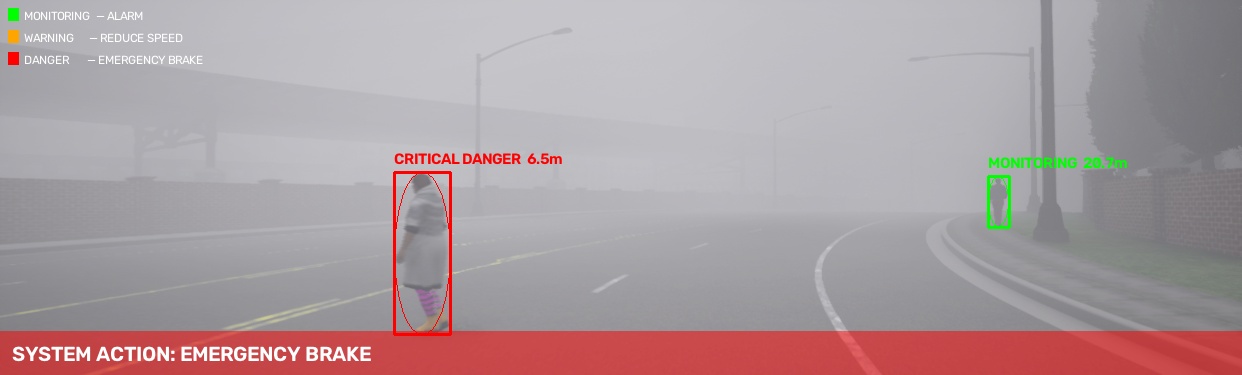 MONITORING – ALARM
WARNING – REDUCE SPEED
DANGER – EMERGENCY BRAKE
CRITICAL DANGER 6.5m
MONITORING 20.7m
SYSTEM ACTION: EMERGENCY BRAKE